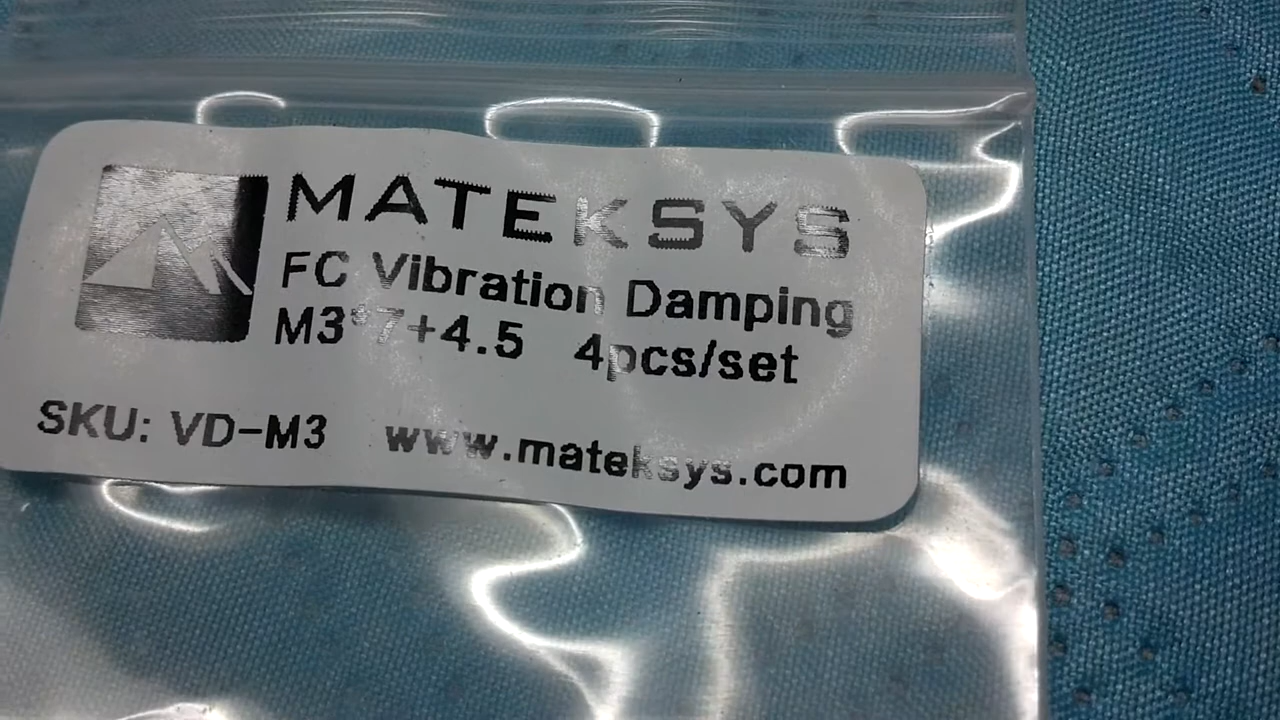 MATEKSYS
FC Vibration Damping
M3*7+4.5 4pcs/set
SKU: VD-M3 www.mateksys.com